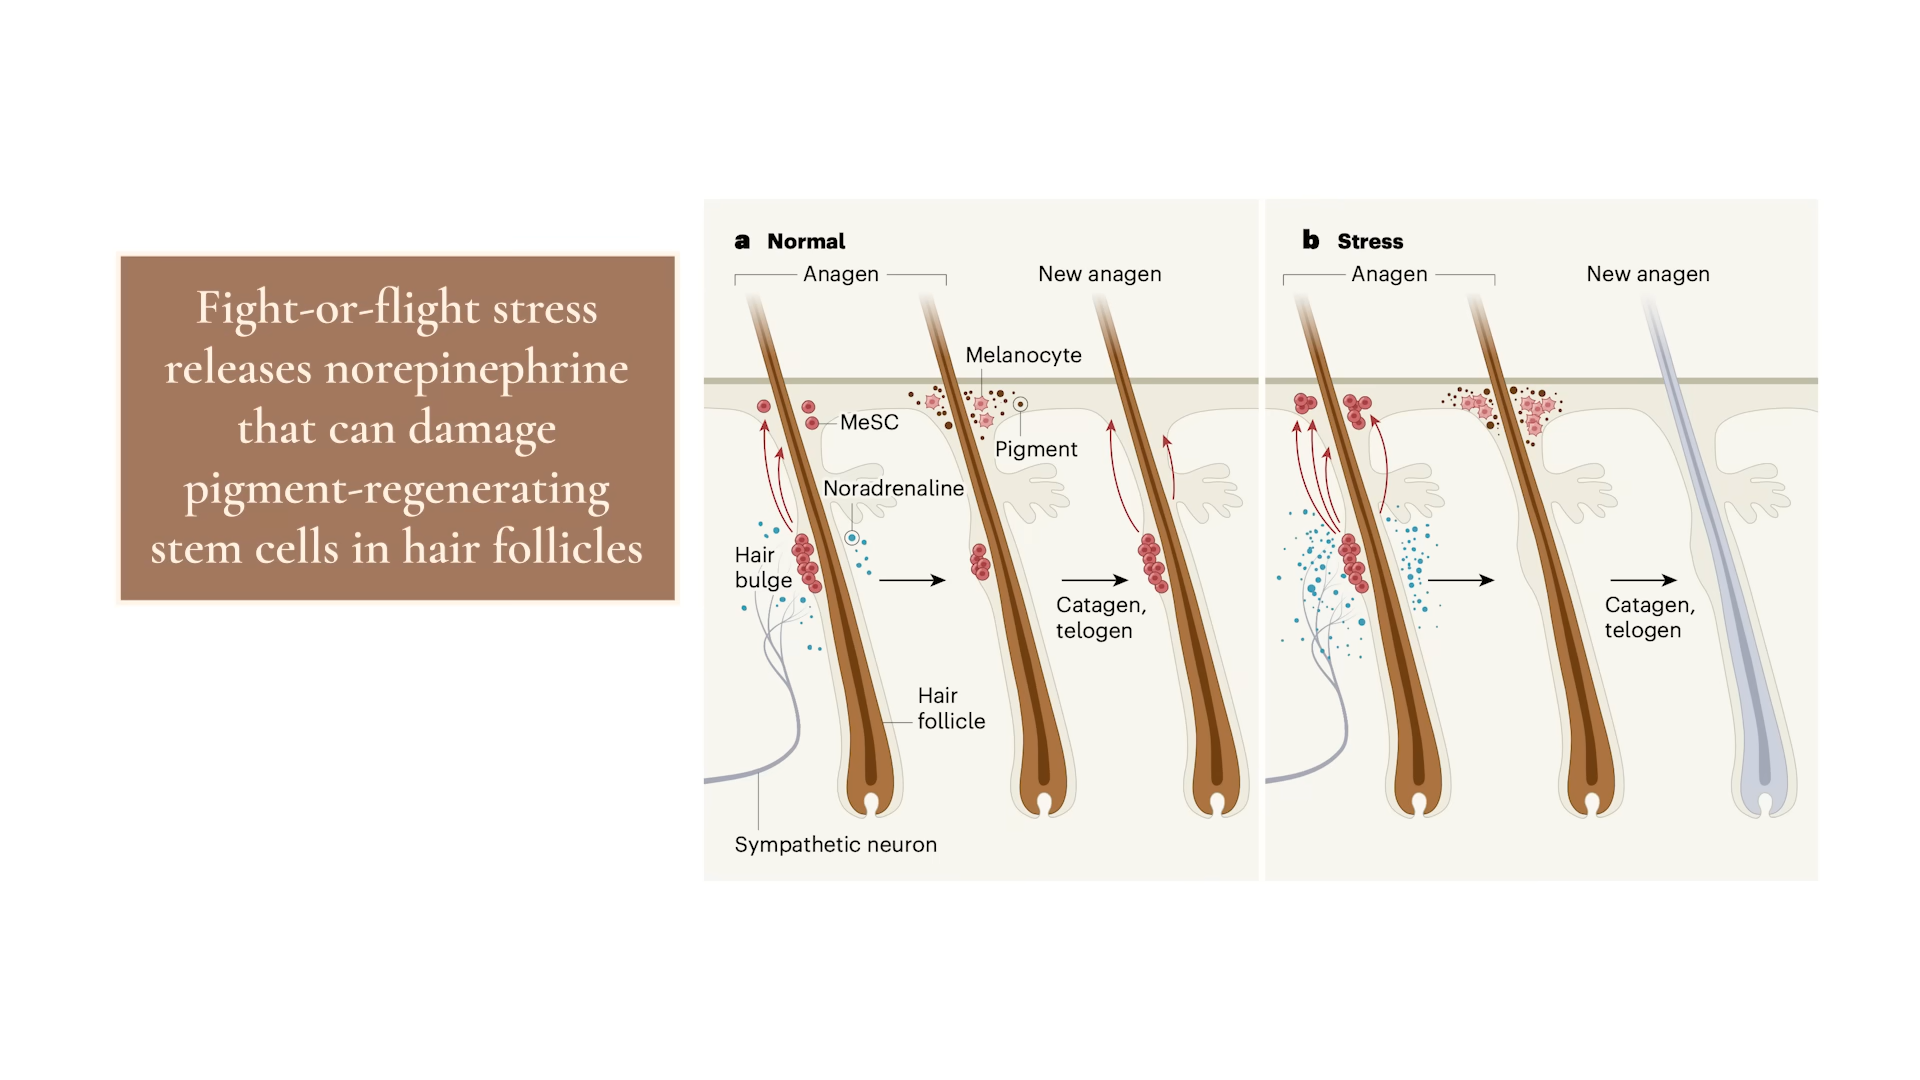 Fight-or-flight stress
releases norepinephrine
that can damage
pigment-regenerating
stem cells in hair follicles
a Normal
Anagen
New anagen
Melanocyte
MeSC
Pigment
Noradrenaline
Hair
bulge
Catagen,
telogen
Hair
follicle
Sympathetic neuron
b Stress
Anagen
New anagen
Catagen,
telogen